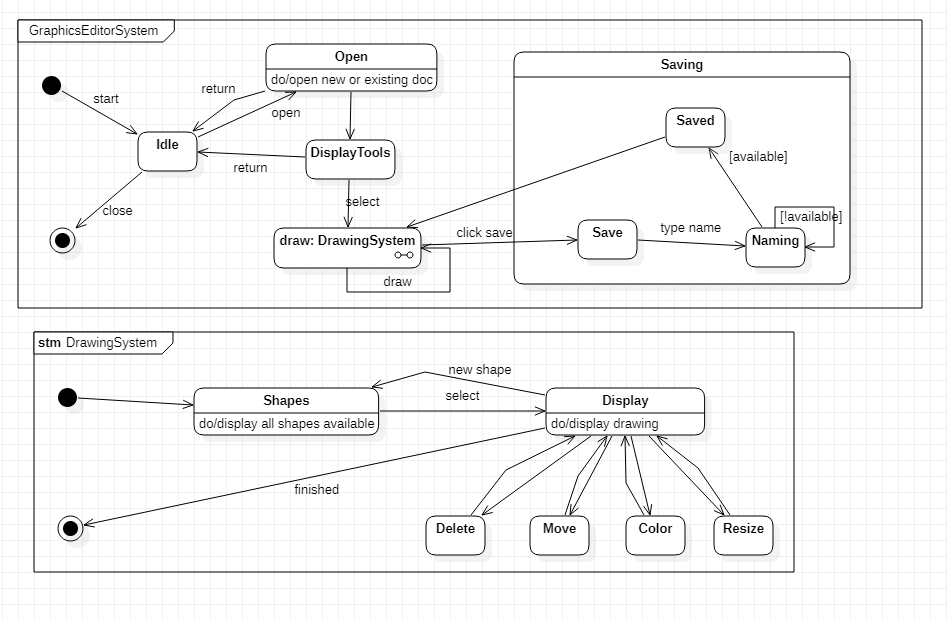 GraphicsEditorSystem
Open
do/open new or existing doc
Saving
return
start
open
Saved
Idle
DisplayTools
[available]
return
close
select
[!available]
draw: DrawingSystem
click save
Save
type name
Naming
draw
stm DrawingSystem
new shape
Shapes
select
Display
do/display all shapes available
do/display drawing
finished
Delete
Move
Color
Resize